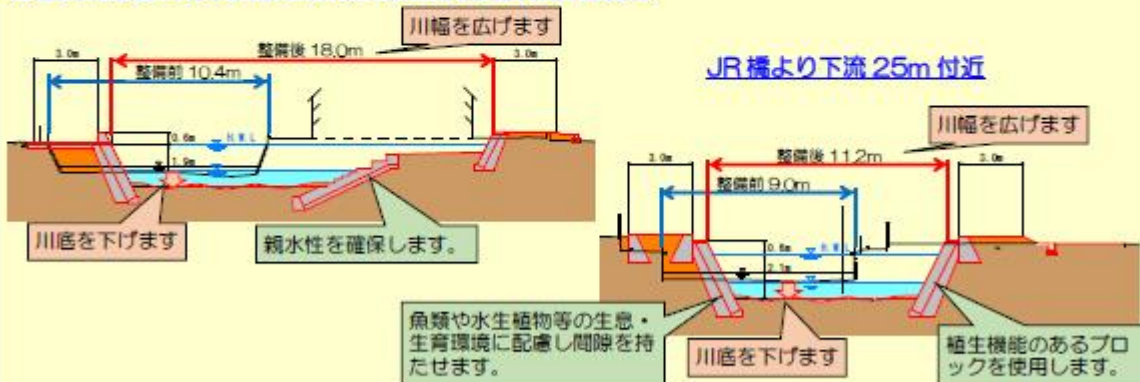 川幅を広げます
3.0m
整備後 18.0m
3.0m
整備前 10.4m
0.6m
H.W.L
1.9m
川底を下げます
親水性を確保します。
JR橋より下流 25m 付近
川幅を広げます
3.0m
整備後 11.2m
3.0m
整備前 9.0m
0.6m
H.W.L
2.1m
魚類や水生植物等の生息・
生育環境に配慮し間隙を持
たせます。
川底を下げます
植生機能のあるブロ
ックを使用します。